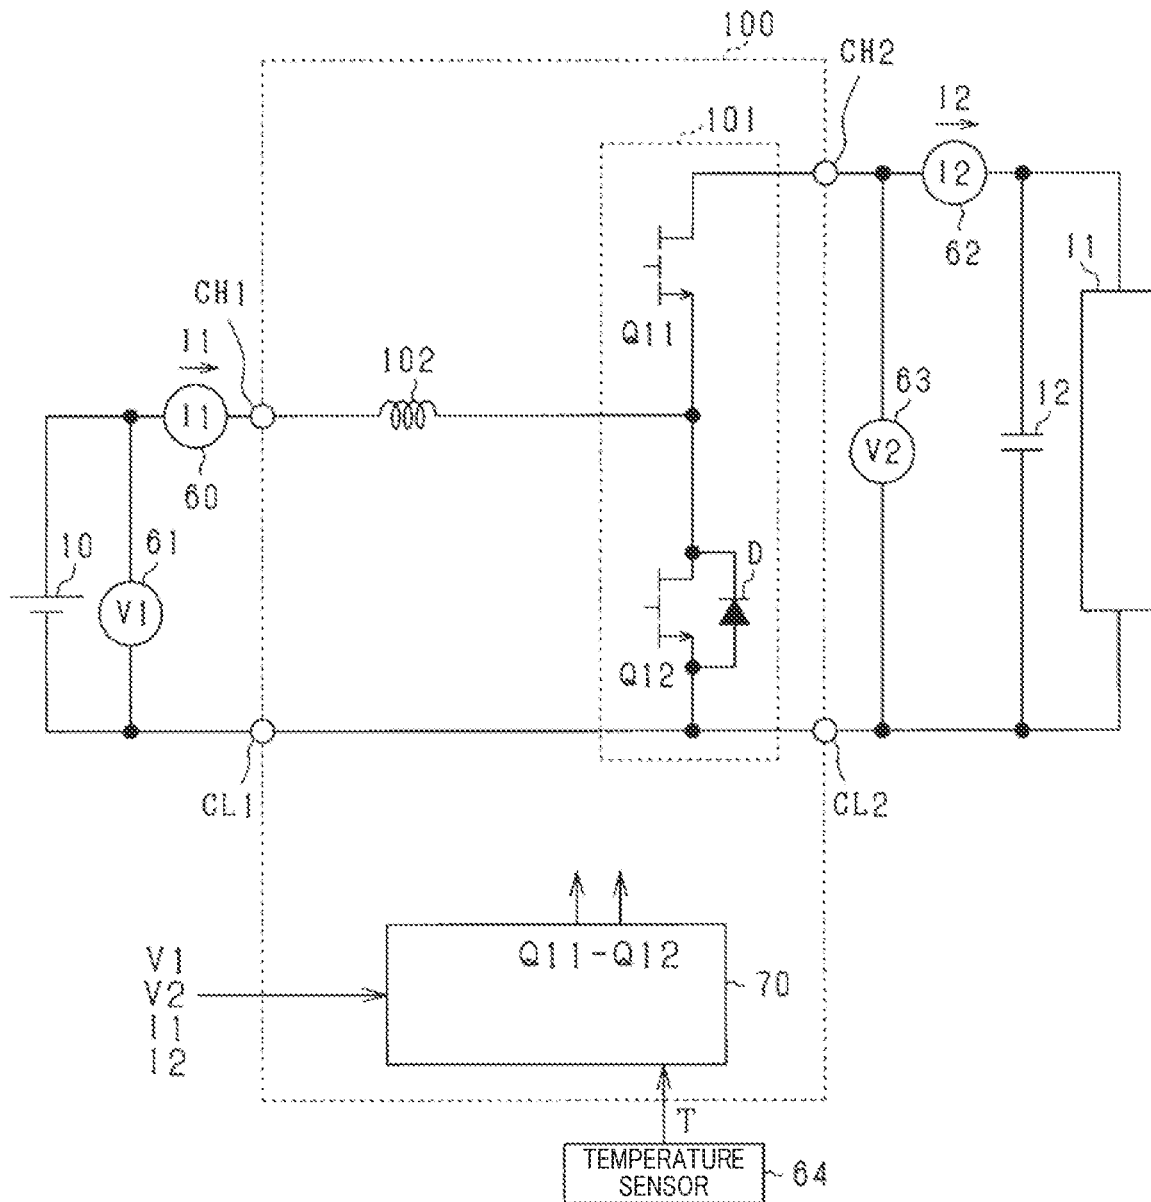 100
CH2
101
I2
I2
62
11
CH1
I1
I1
60
102
Q11
63
V2
12
10
61
V1
D
Q12
CL1
CL2
V1
V2
I1
I2
Q11-Q12
70
T
TEMPERATURE
SENSOR
64